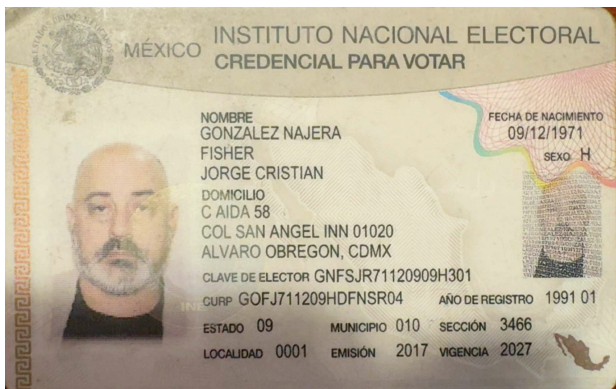 MÉXICO INSTITUTO NACIONAL ELECTORAL
CREDENCIAL PARA VOTAR
NOMBRE
GONZALEZ NAJERA
FISHER
JORGE CRISTIAN
FECHA DE NACIMIENTO
09/12/1971
SEXO H
DOMICILIO
C AIDA 58
COL SAN ANGEL INN 01020
ALVARO OBREGON, CDMX
CLAVE DE ELECTOR GNFSJR71120909H301
CURP GOFJ711209HDFNSR04 AÑO DE REGISTRO 1991 01
ESTADO 09 MUNICIPIO 010 SECCIÓN 3466
LOCALIDAD 0001 EMISIÓN 2017 VIGENCIA 2027